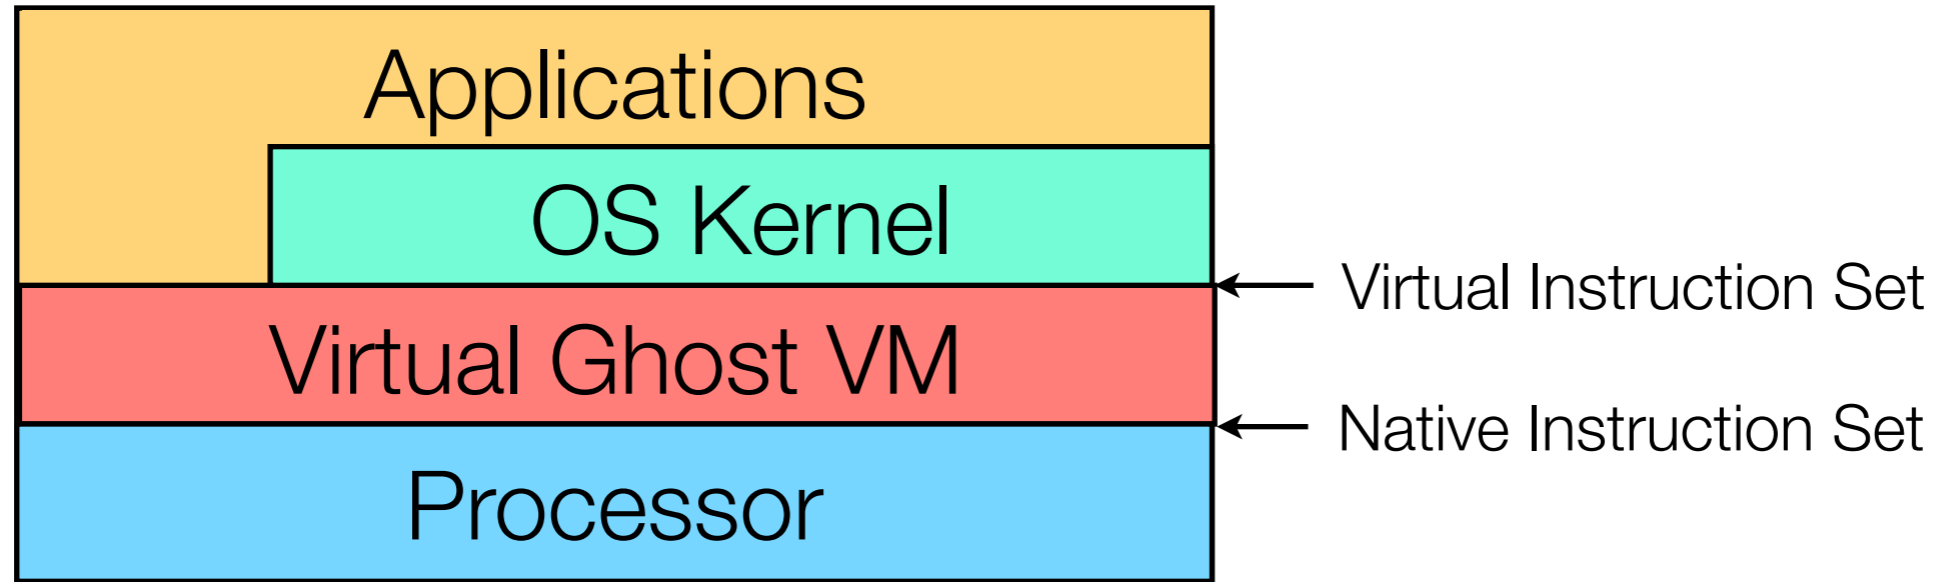 Applications
OS Kernel
Virtual Instruction Set
Virtual Ghost VM
Native Instruction Set
Processor